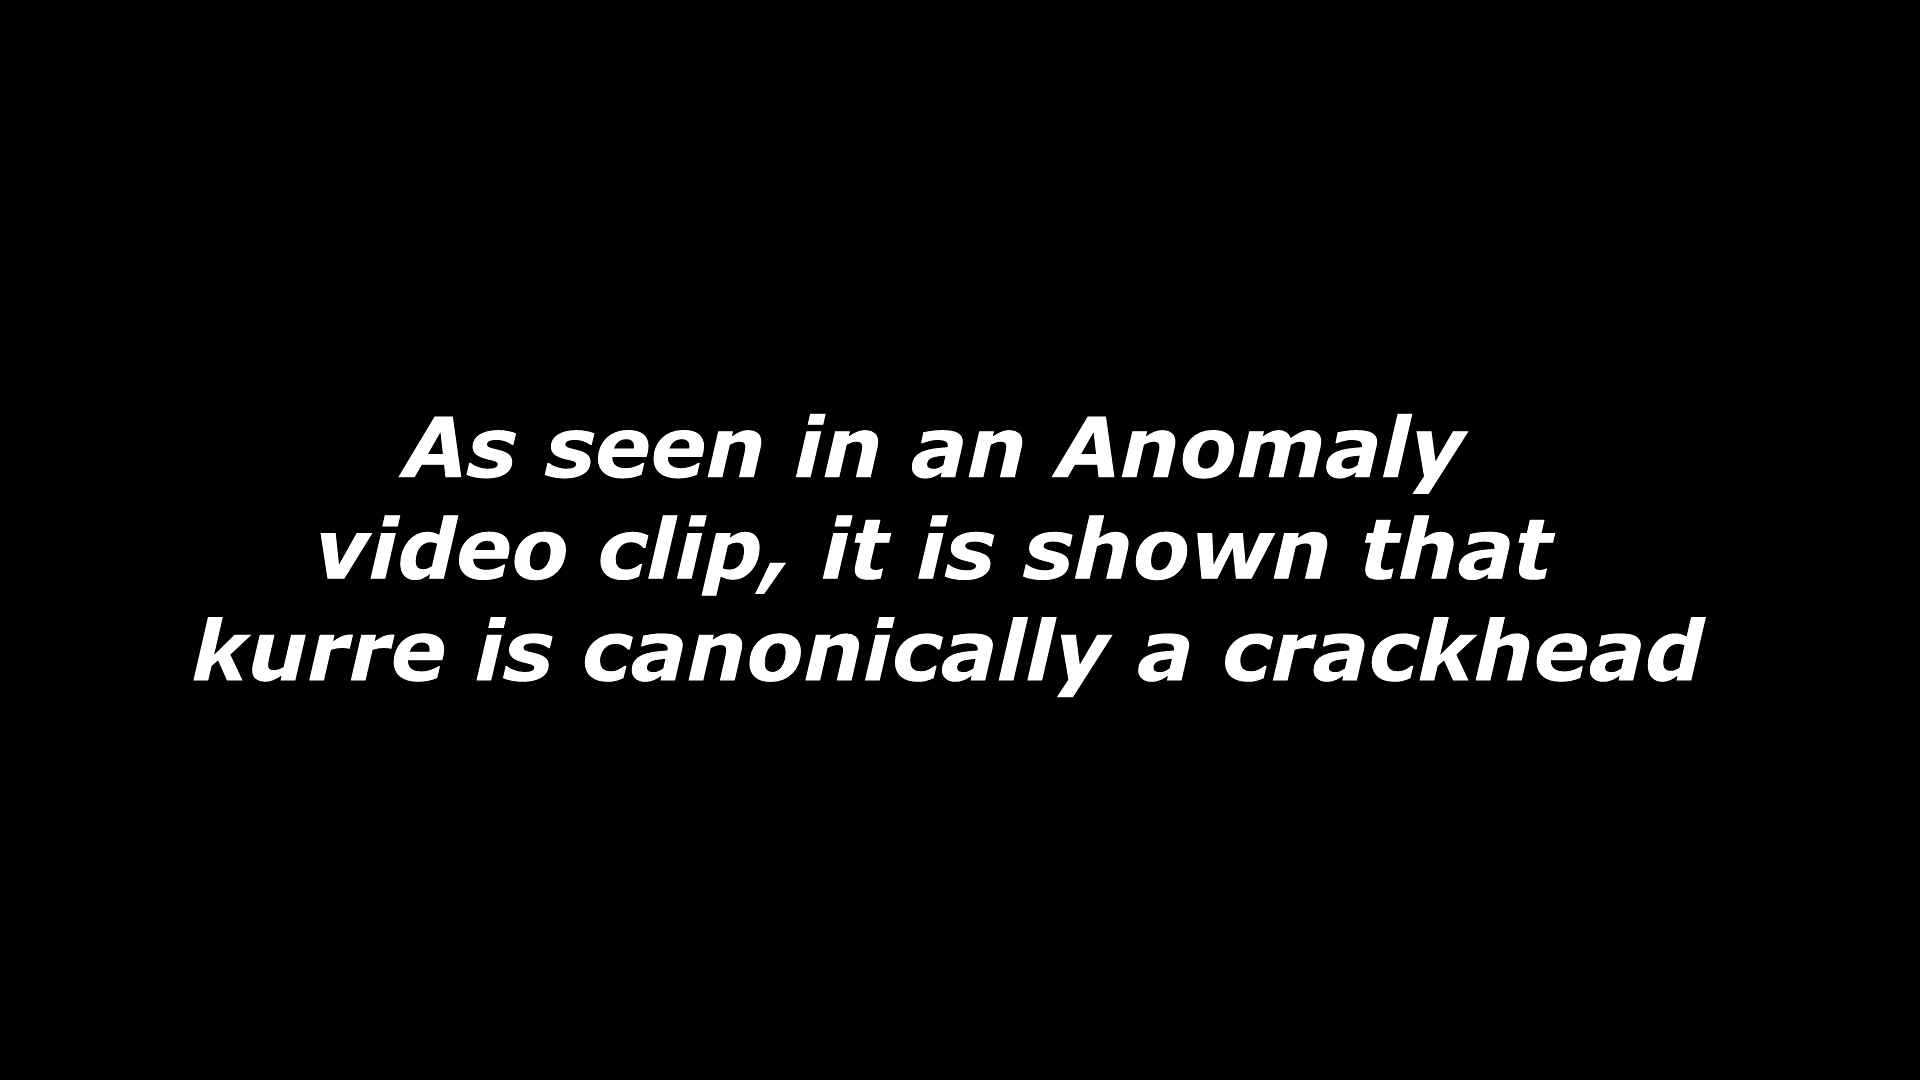 As seen in an Anomaly
video clip, it is shown that
kurre is canonically a crackhead